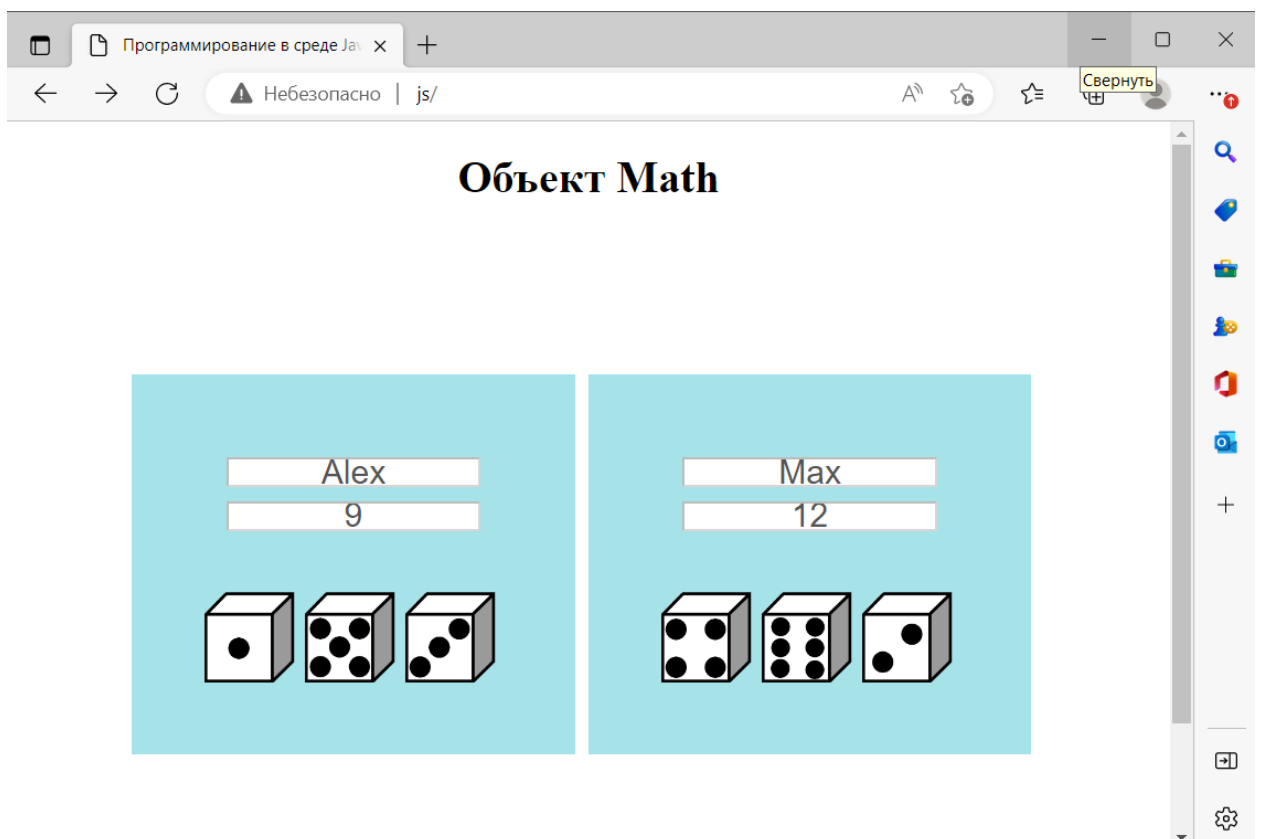 Программирование в среде Jav
Небезопасно | js/
Свернуть
Объект Math
Alex
Max
9
12